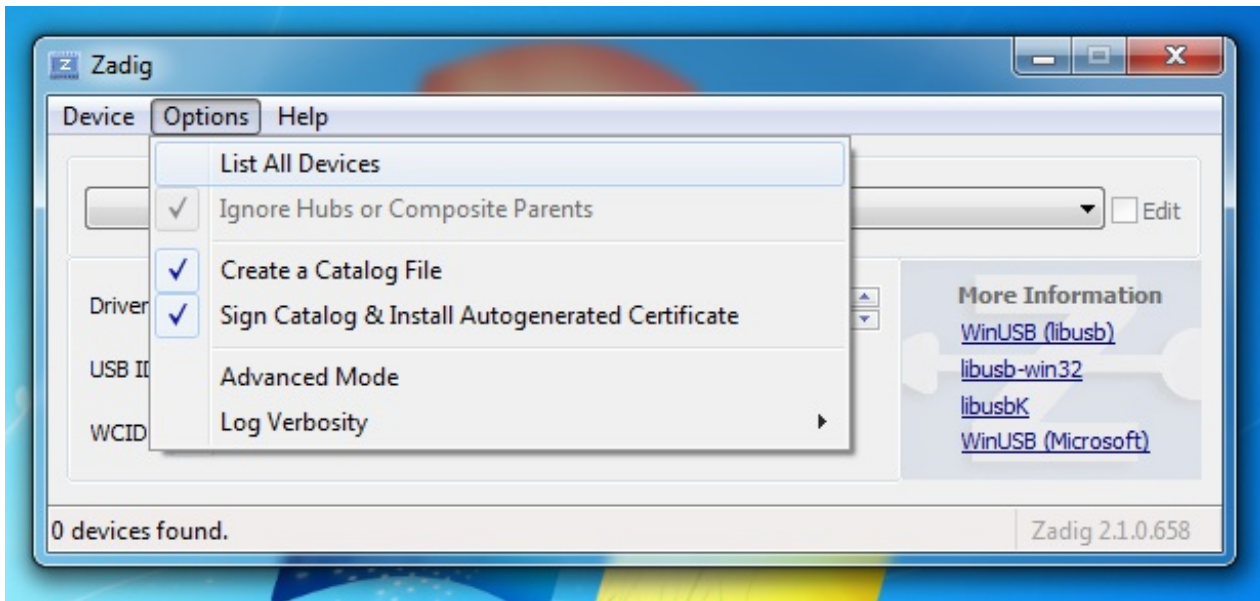 Zadig
Device Options Help
List All Devices
Ignore Hubs or Composite Parents
Edit
Create a Catalog File
Sign Catalog & Install Autogenerated Certificate
Advanced Mode
Log Verbosity
Driver
USB ID
WCID
More Information
WinUSB (libusb)
libusb-win32
libusbK
WinUSB (Microsoft)
0 devices found.
Zadig 2.1.0.658